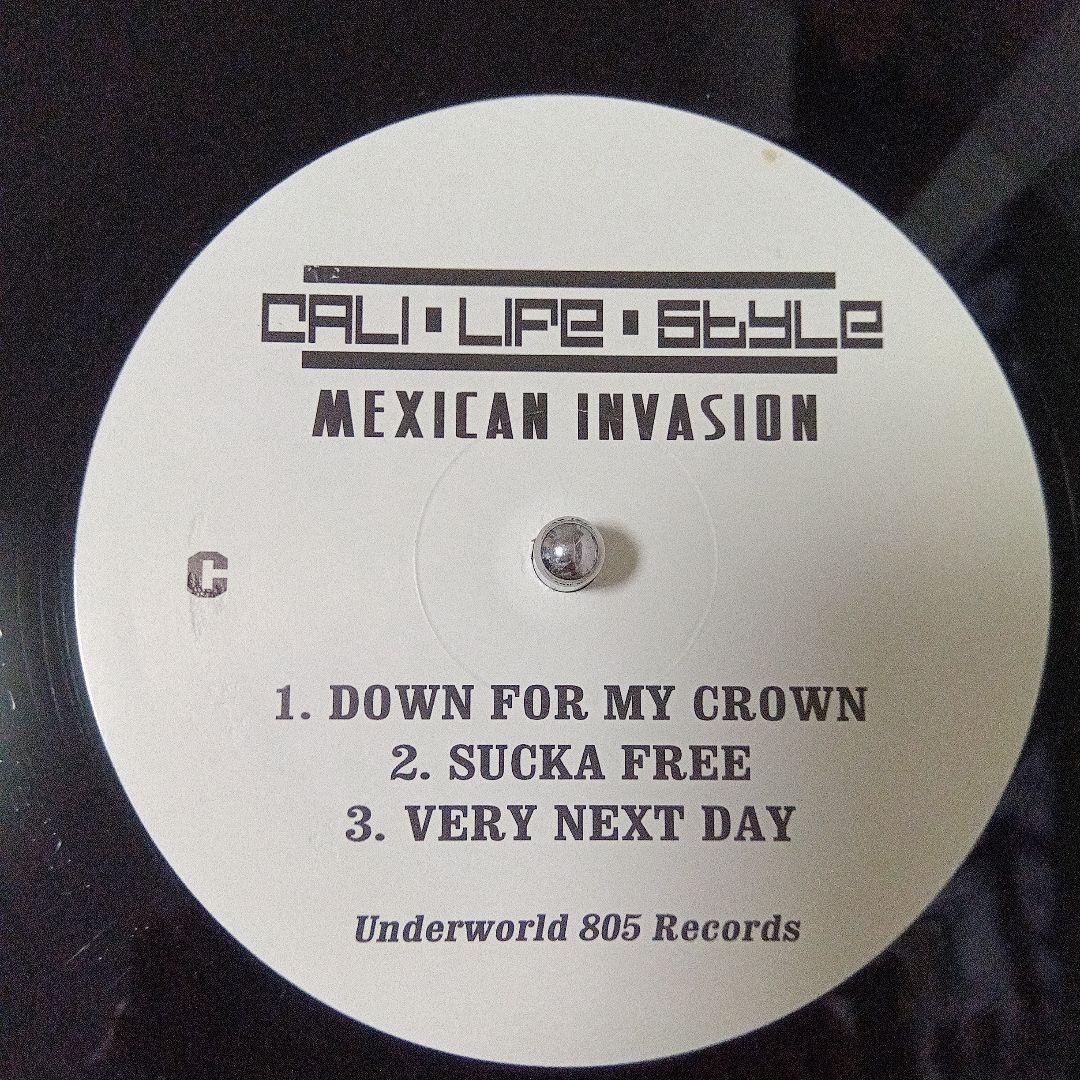 CALI · LIFE · STYLE
MEXICAN INVASION
C
1. DOWN FOR MY CROWN
2. SUCKA FREE
3. VERY NEXT DAY
Underworld 805 Records